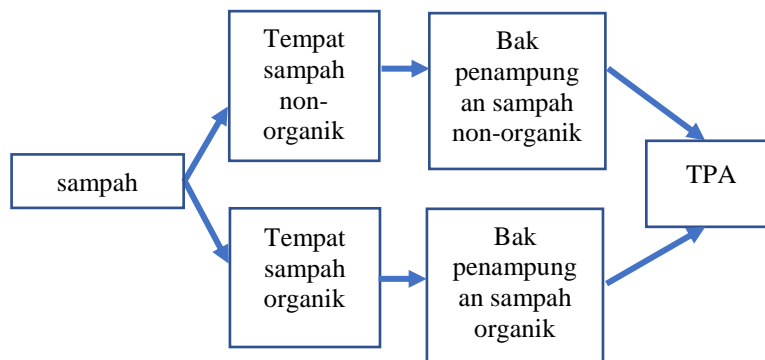 sampah
Tempat
sampah
non-
organik
Bak
penampung
an sampah
non-organik
Tempat
sampah
organik
Bak
penampung
an sampah
organik
TPA